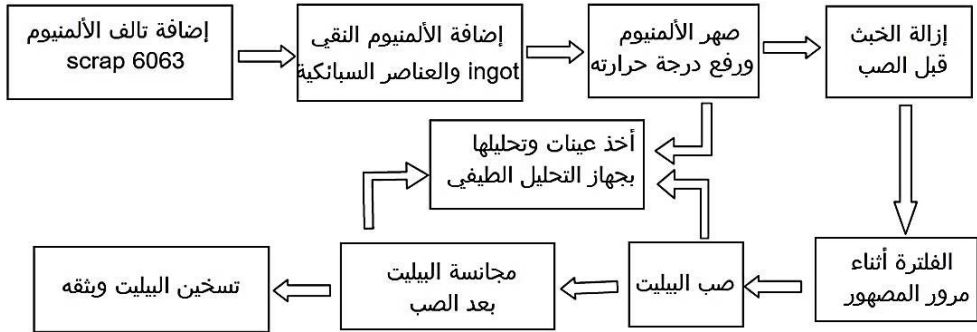 إضافة تالف الألمنيوم
scrap 6063
إضافة الألمنيوم النقي
ingot والعناصر السبائكية
صهر الألمنيوم
ورفع درجة حرارته
إزالة الخبث
قبل الصب
أخذ عينات وتحليلها
بجهاز التحليل الطيفي
الفلترة أثناء
مرور المصهور
صب البيليت
مجانسة البيليت
بعد الصب
تسخين البيليت وبثقه